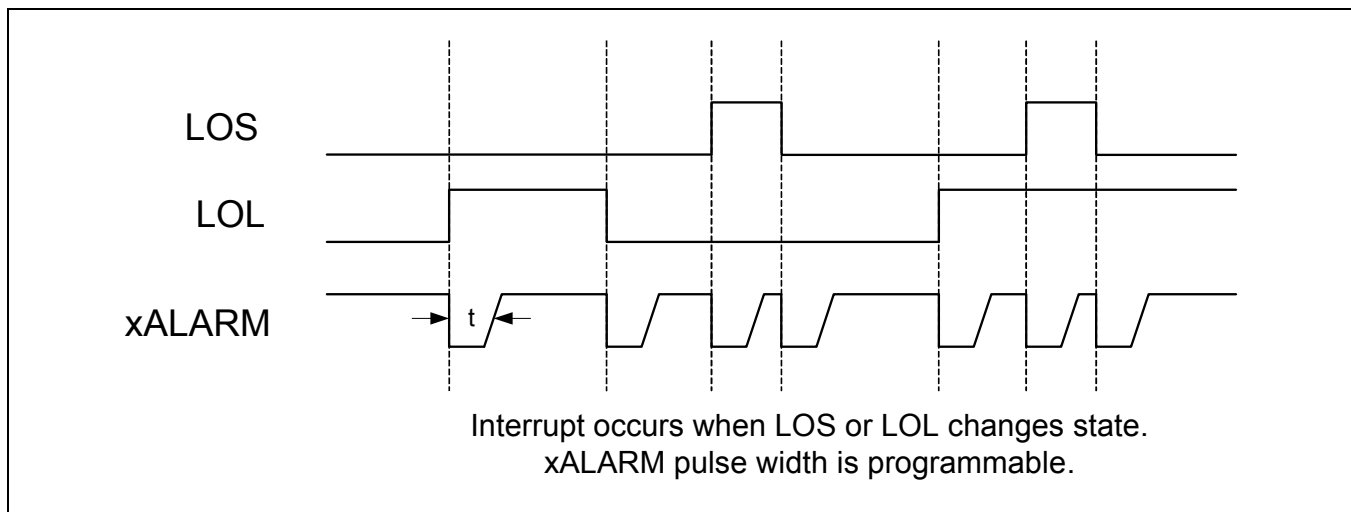 LOS
LOL
xALARM
t
Interrupt occurs when LOS or LOL changes state.
xALARM pulse width is programmable.